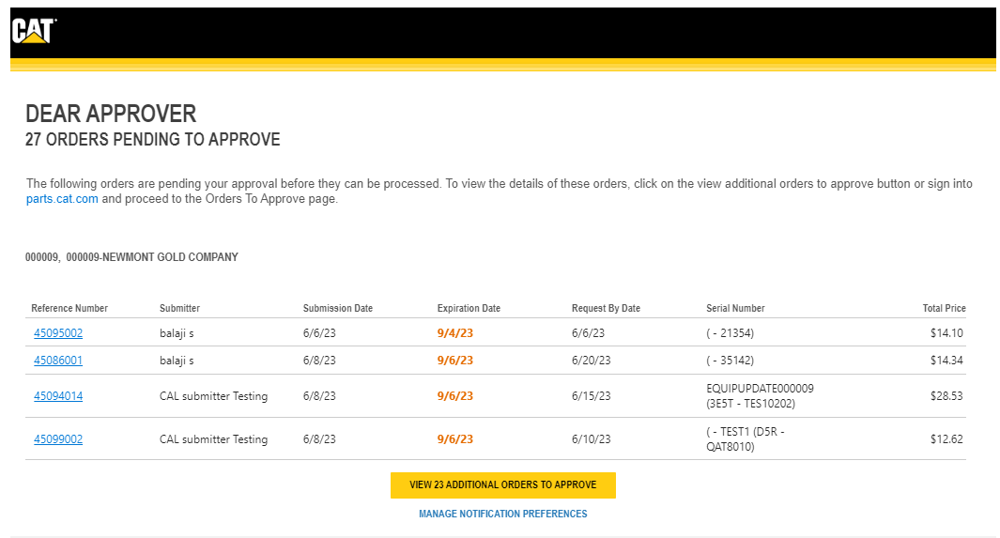 CAT
DEAR APPROVER
27 ORDERS PENDING TO APPROVE
The following orders are pending your approval before they can be processed. To view the details of these orders, click on the view additional orders to approve button or sign into
parts.cat.com and proceed to the Orders To Approve page.
000009, 000009-NEWMONT GOLD COMPANY
Reference Number Submitter Submission Date Expiration Date Request By Date Serial Number Total Price
45095002 balaji s 6/6/23 9/4/23 6/6/23 ( - 21354) $14.10
45086001 balaji s 6/8/23 9/6/23 6/20/23 ( - 35142) $14.34
45094014 CAL submitter Testing 6/8/23 9/6/23 6/15/23 EQUIPUPDATE000009 $28.53
(3E5T - TES10202)
45099002 CAL submitter Testing 6/8/23 9/6/23 6/10/23 ( - TEST1 (D5R - $12.62
QAT8010)
VIEW 23 ADDITIONAL ORDERS TO APPROVE
MANAGE NOTIFICATION PREFERENCES